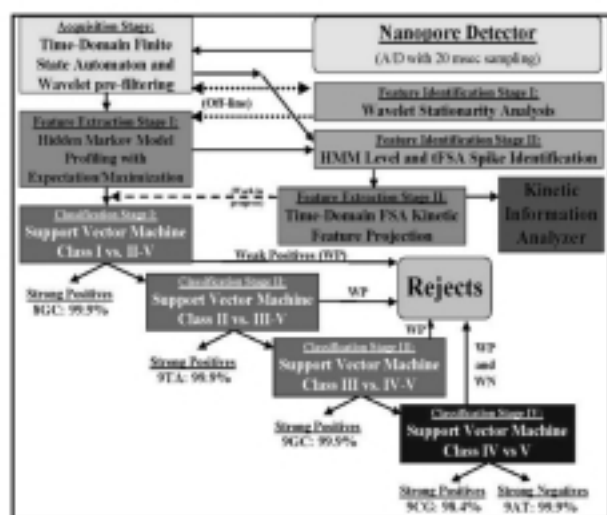 Acquisition Stage:
Time-Domain Finite
State Automaton and
Wavelet pre-filtering
Nanopore Detector
(A/D with 20 msec sampling)
(Off-line)
Feature Identification Stage I:
Wavelet Stationarity Analysis
Feature Extraction Stage I:
Hidden Markov Model
Profiling with
Expectation/Maximization
Feature Identification Stage II:
HMM Level and tFSA Spike Identification
Feature Extraction Stage II.
Time-Domain FSA Kinetic
Feature Projection
Kinetic
Information
Analyzer
Classification Stage I:
Support Vector Machine
Class I vs. II-V
Weak Positives (WP)
Rejects
Strong Positives
8GC: 99.9%
Classification Stage II:
Support Vector Machine
Class II vs. III-V
WP
Strong Positives
9TA: 99.9%
Classification Stage III:
Support Vector Machine
Class III vs. IV-V
WP
WP
and
WN
Strong Positives
9GC: 99.9%
Classification Stage IV:
Support Vector Machine
Class IV vs V
Strong Positives
9CG: 98.4%
Strong Negatives
9AT: 99.9%